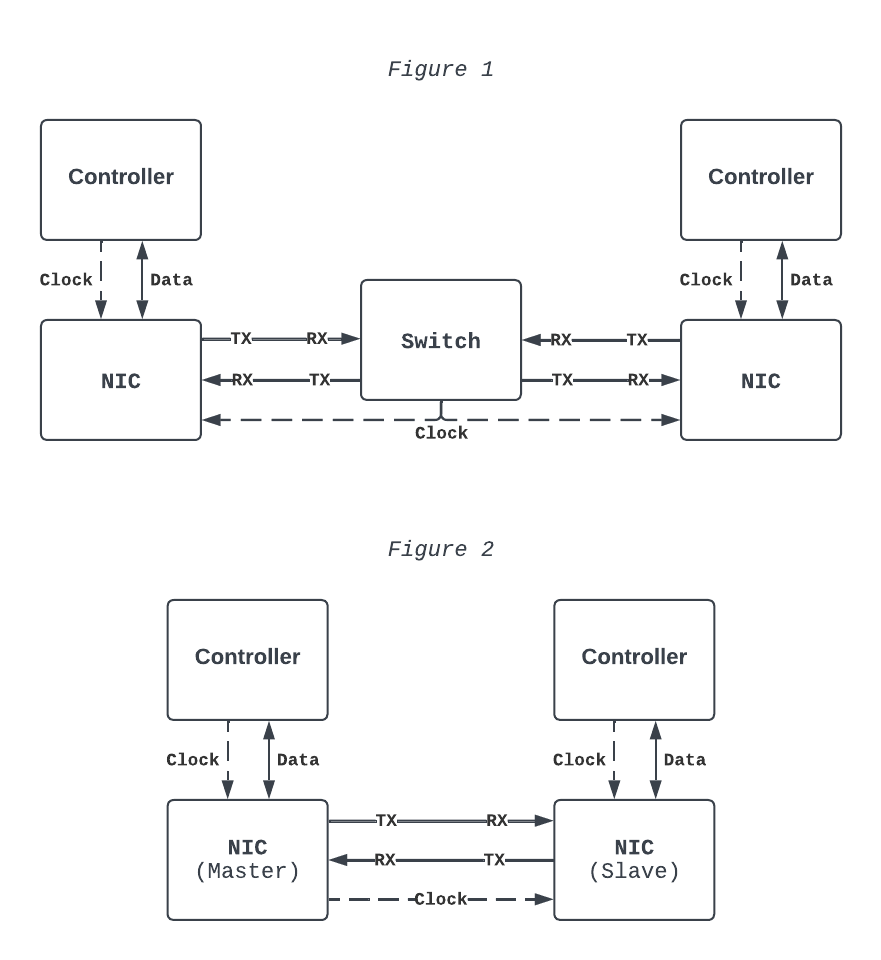 Figure 1
Controller
Controller
Clock
Data
Clock
Data
TX
RX
Switch
RX
TX
NIC
RX
TX
TX
RX
NIC
Clock
Figure 2
Controller
Controller
Clock
Data
Clock
Data
TX
RX
NIC
(Master)
RX
TX
NIC
(Slave)
Clock